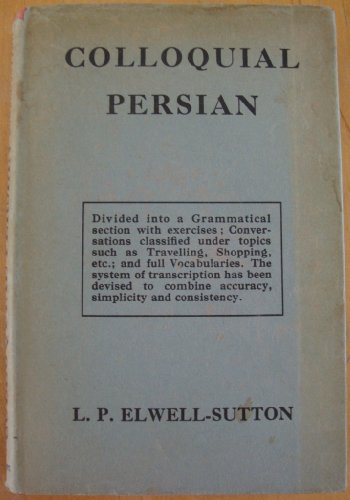 COLLOQUIAL
PERSIAN
Divided into a Grammatical
section with exercises; Conver-
sations classified under topics
such as Travelling, Shopping,
etc.; and full Vocabularies. The
system of transcription has been
devised to combine accuracy,
simplicity and consistency.
L. P. ELWELL-SUTTON